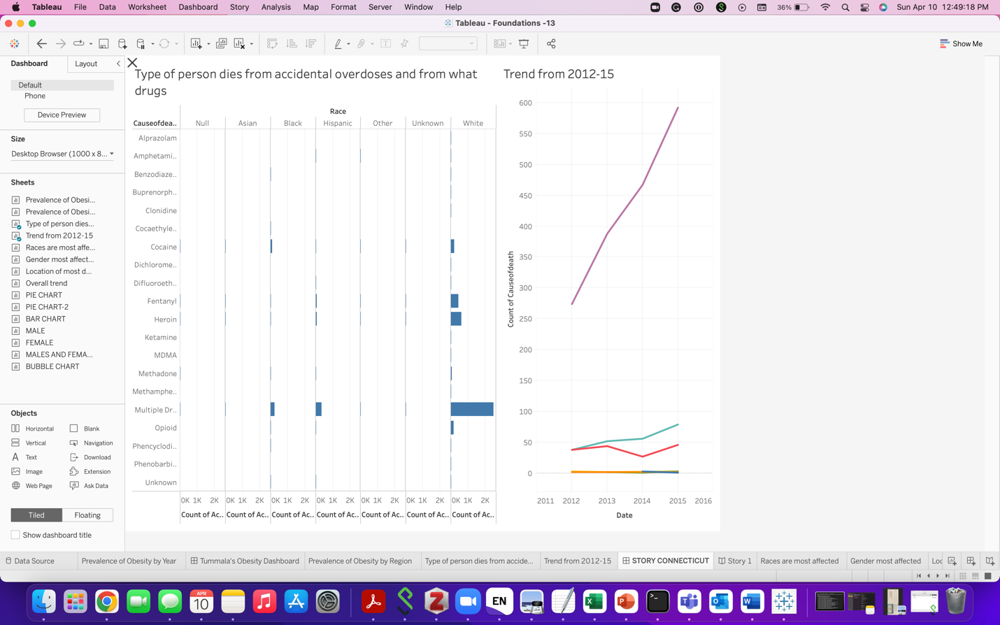 Tableau File Data Worksheet Dashboard Story Analysis Map Format Server Window Help 36% Sun Apr 10 12:49:18 PM
Tableau - Foundations -13
Show Me
Dashboard Layout
Default
Phone
Device Preview
Size
Desktop Browser (1000 x 8...
Sheets
Prevalence of Obesi...
Prevalence of Obesi...
Type of person dies...
Trend from 2012-15
Races are most affe...
Gender most affect...
Location of most d...
Overall trend
PIE CHART
PIE CHART-2
BAR CHART
MALE
FEMALE
MALES AND FEMA...
BUBBLE CHART
Objects
Horizontal Blank
Vertical Navigation
Text Download
Image Extension
Web Page Ask Data
Tiled Floating
Show dashboard title
Type of person dies from accidental overdoses and from what
drugs
Race
Causeofdea.. Null Asian Black Hispanic Other Unknown White
Alprazolam
Amphetami..
Benzodiaze..
Buprenorph..
Clonidine
Cocaethyle..
Cocaine
Dichlorome..
Difluoroeth..
Fentanyl
Heroin
Ketamine
MDMA
Methadone
Methamphe..
Multiple Dr..
Opioid
Phencyclodi..
Phenobarbi..
Unknown
0K 1K 2K 0K 1K 2K 0K 1K 2K 0K 1K 2K 0K 1K 2K 0K 1K 2K 0K 1K 2K
Count of Ac.. Count of Ac.. Count of Ac.. Count of Ac.. Count of Ac.. Count of Ac.. Count of Ac..
Trend from 2012-15
600
550
500
450
400
350
300
250
200
150
100
50
0
Count of Causeofdeath
2011 2012 2013 2014 2015 2016
Date
Data Source Prevalence of Obesity by Year Tummala's Obesity Dashboard Prevalence of Obesity by Region Type of person dies from accide... Trend from 2012-15 STORY CONNECTICUT Story 1 Races are most affected Gender most affected Loc
APR
10
EN